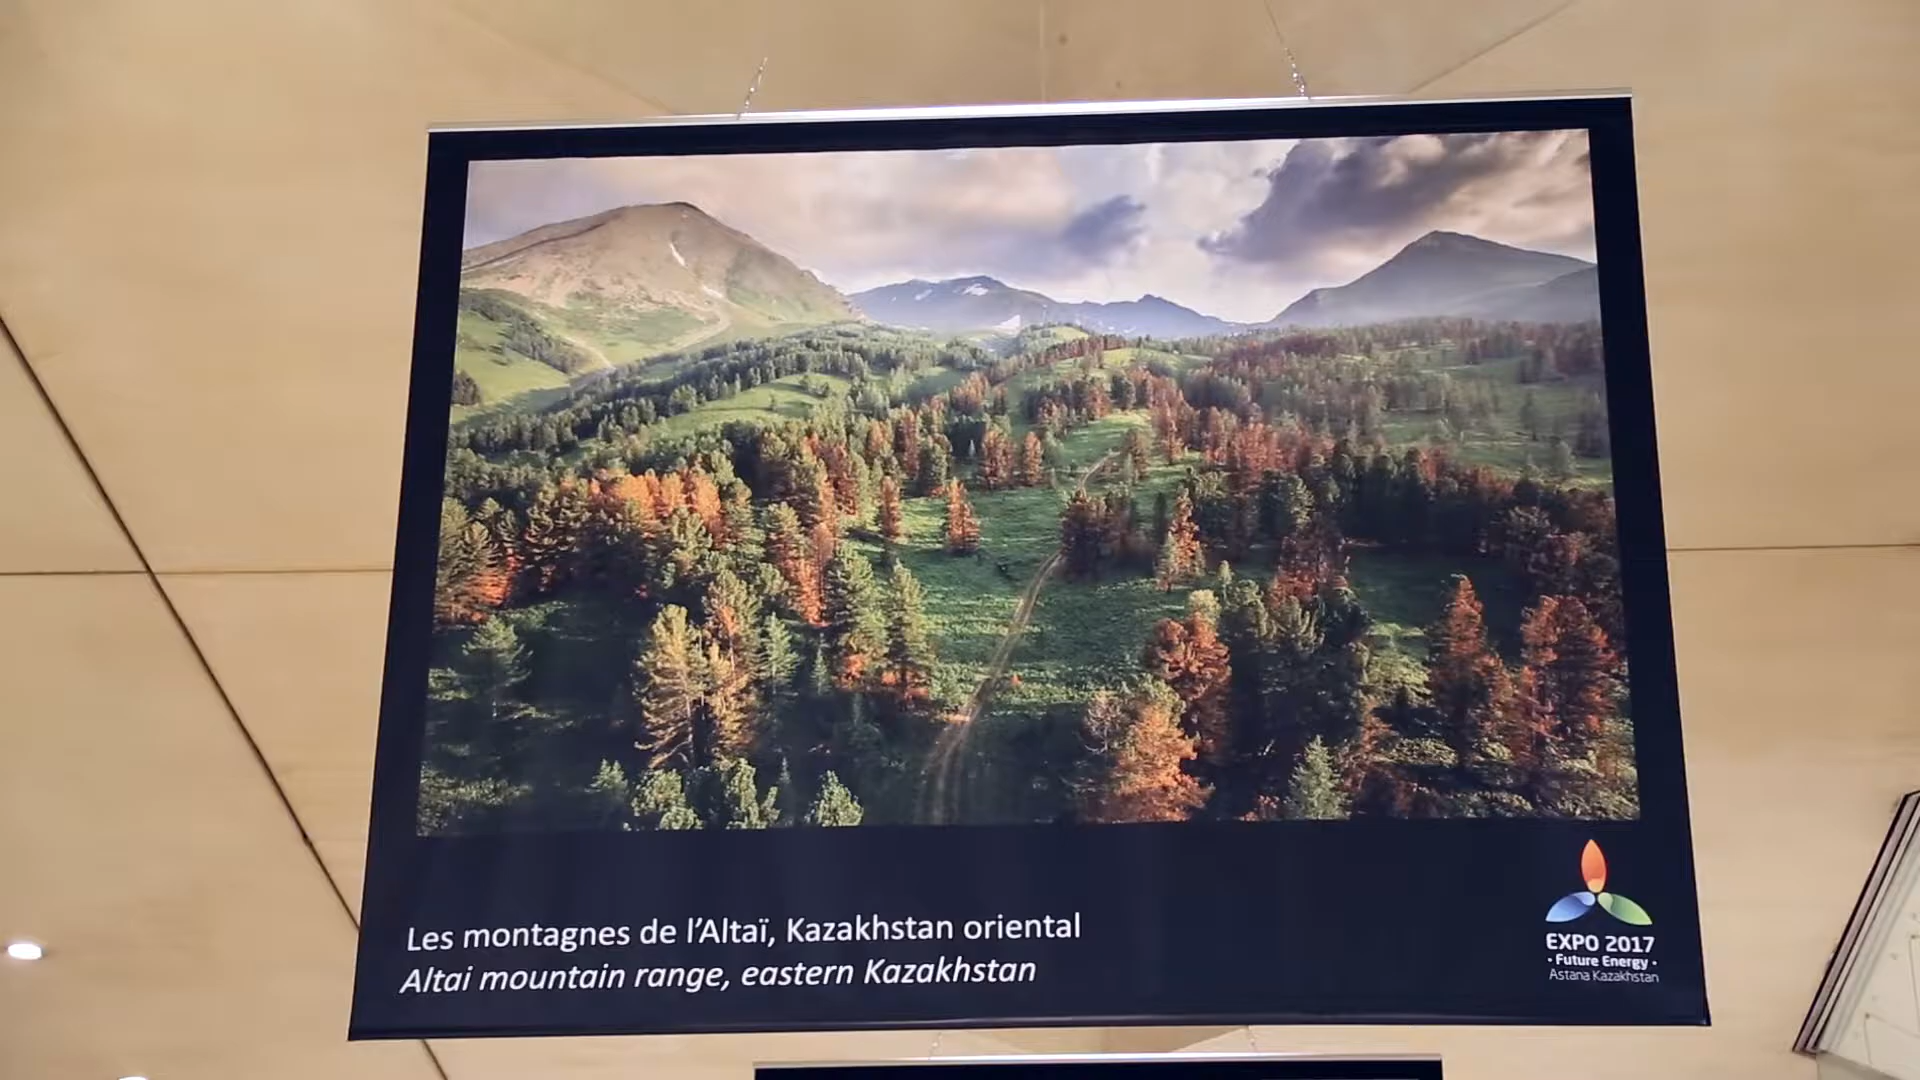 Les montagnes de l'Altaï, Kazakhstan oriental
Altai mountain range, eastern Kazakhstan
EXPO 2017
• Future Energy •
Astana Kazakhstan